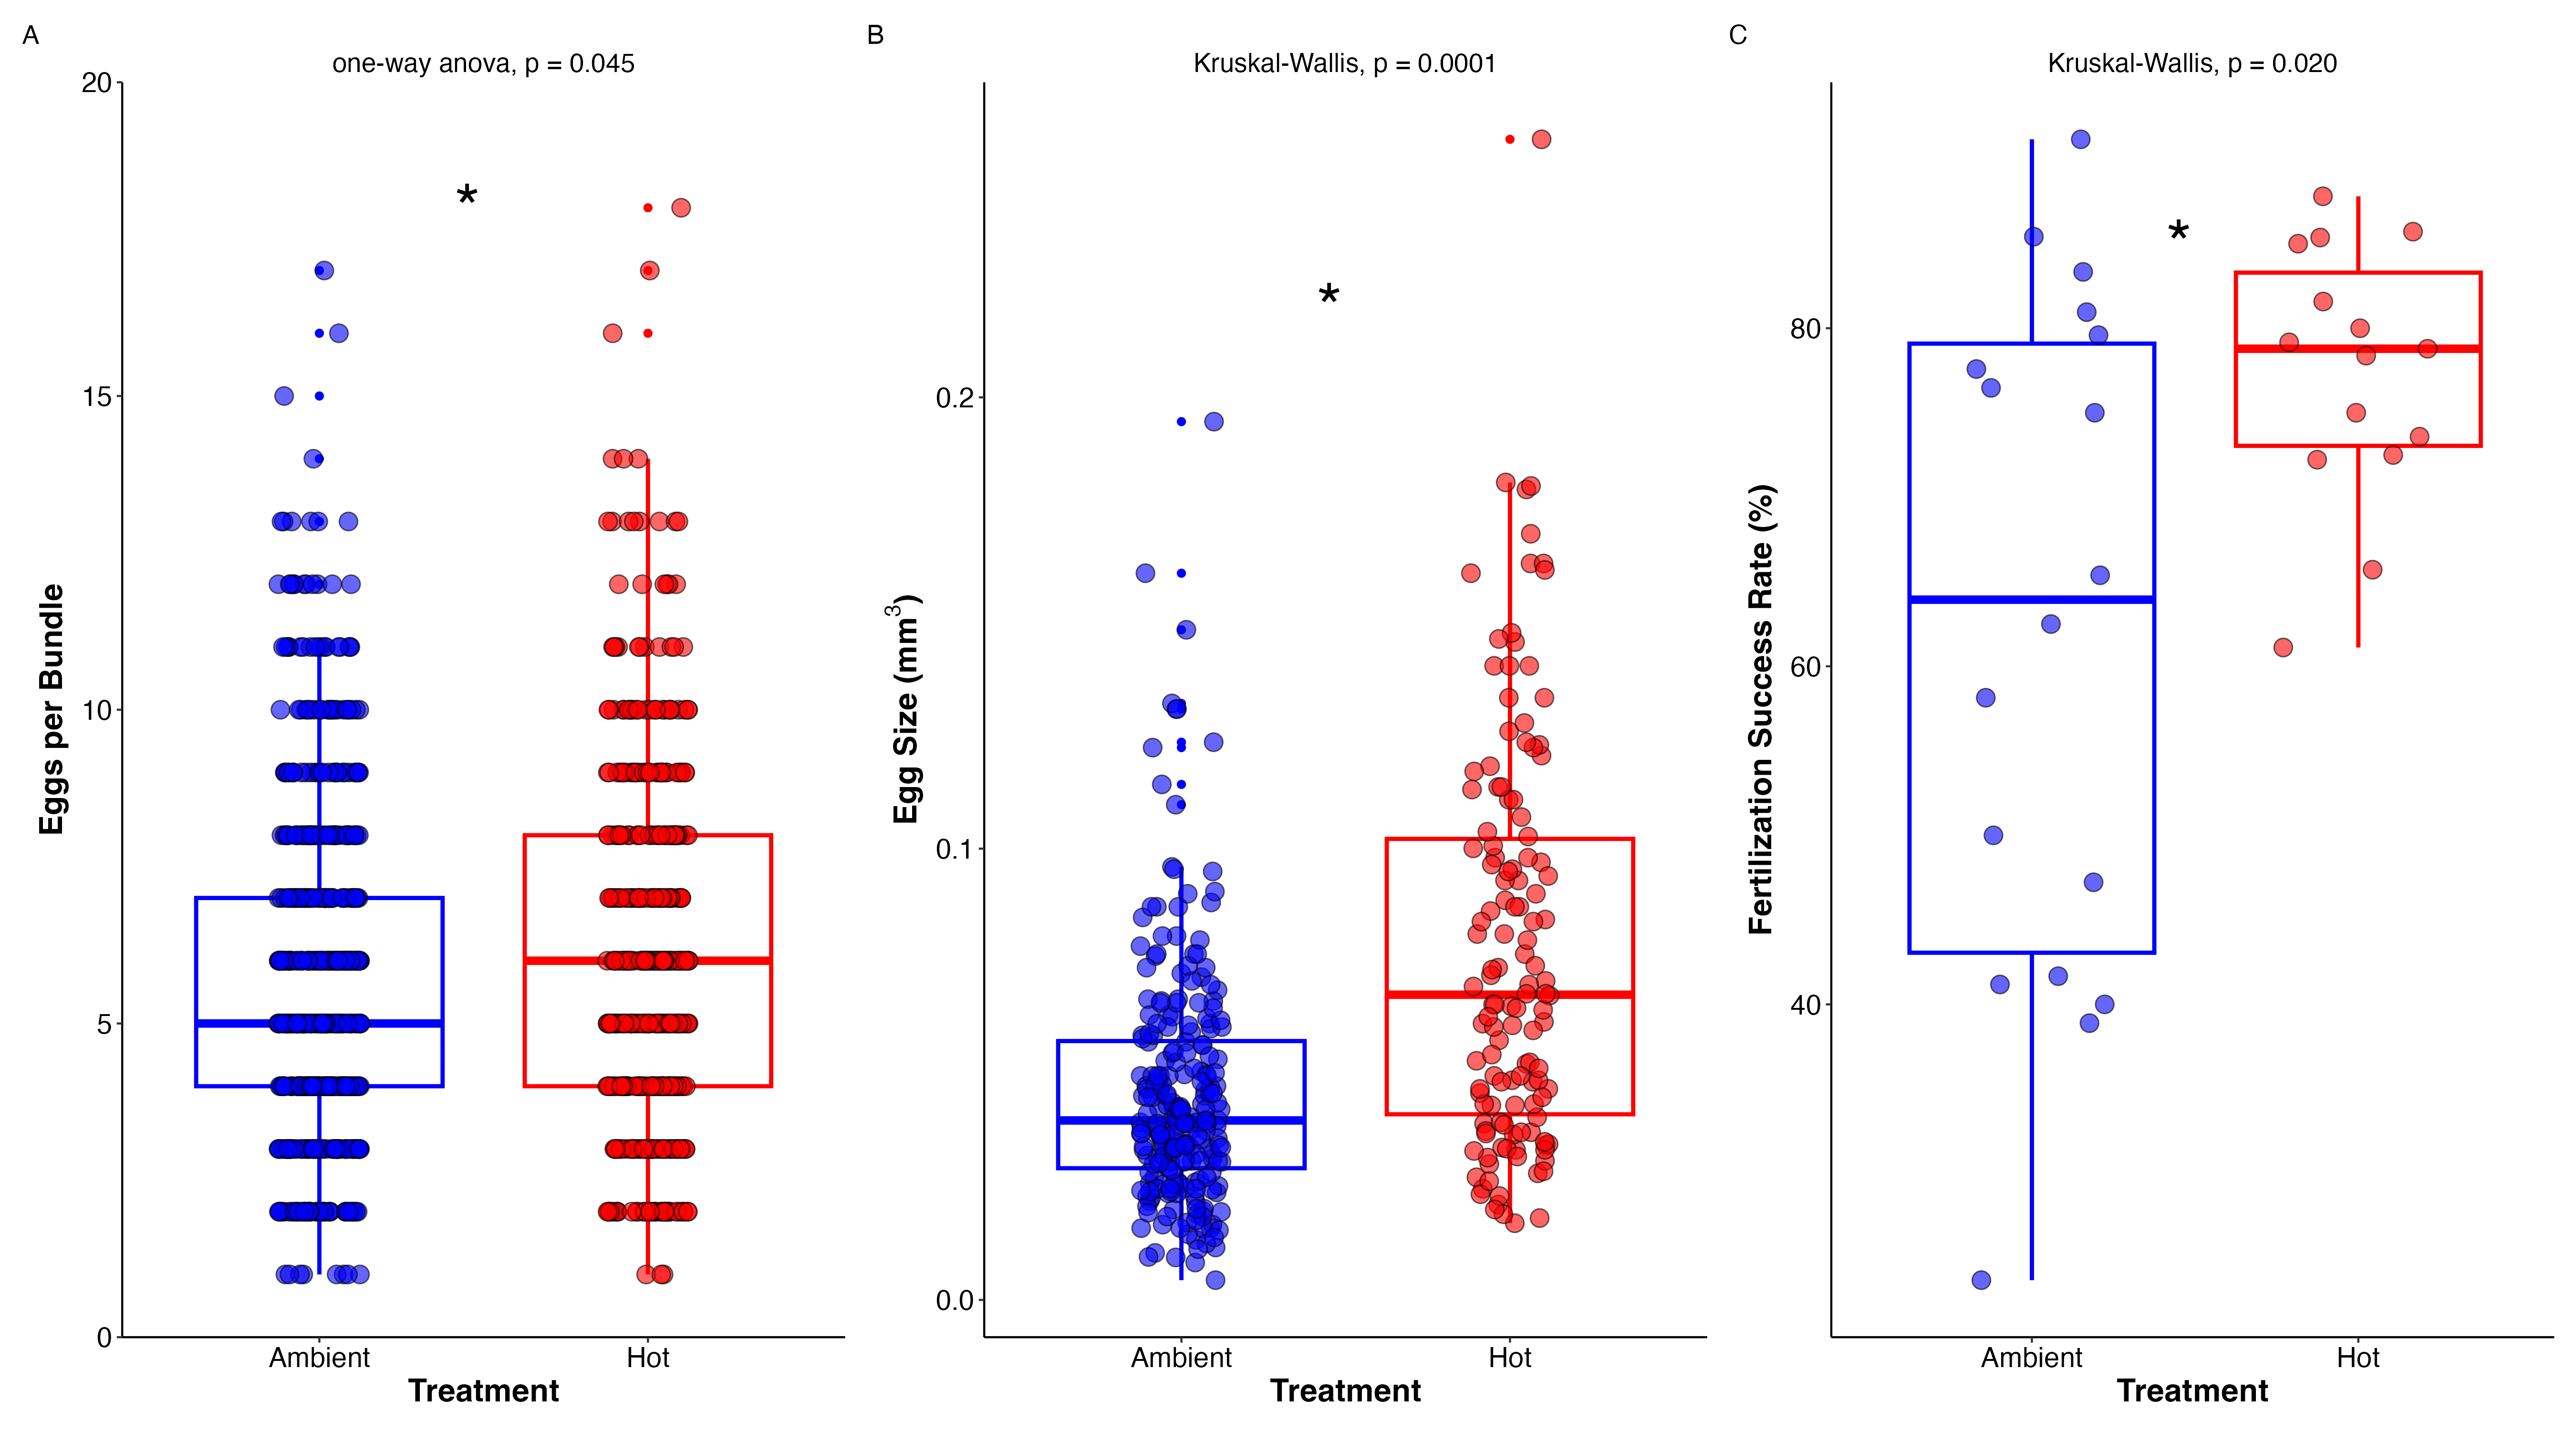 A
one-way anova, p = 0.045
*
Eggs per Bundle
20
15
10
5
0
Ambient
Hot
Treatment
B
Kruskal-Wallis, p = 0.0001
*
Egg Size (mm³)
0.2
0.1
0.0
Ambient
Hot
Treatment
C
Kruskal-Wallis, p = 0.020
*
Fertilization Success Rate (%)
80
60
40
Ambient
Hot
Treatment